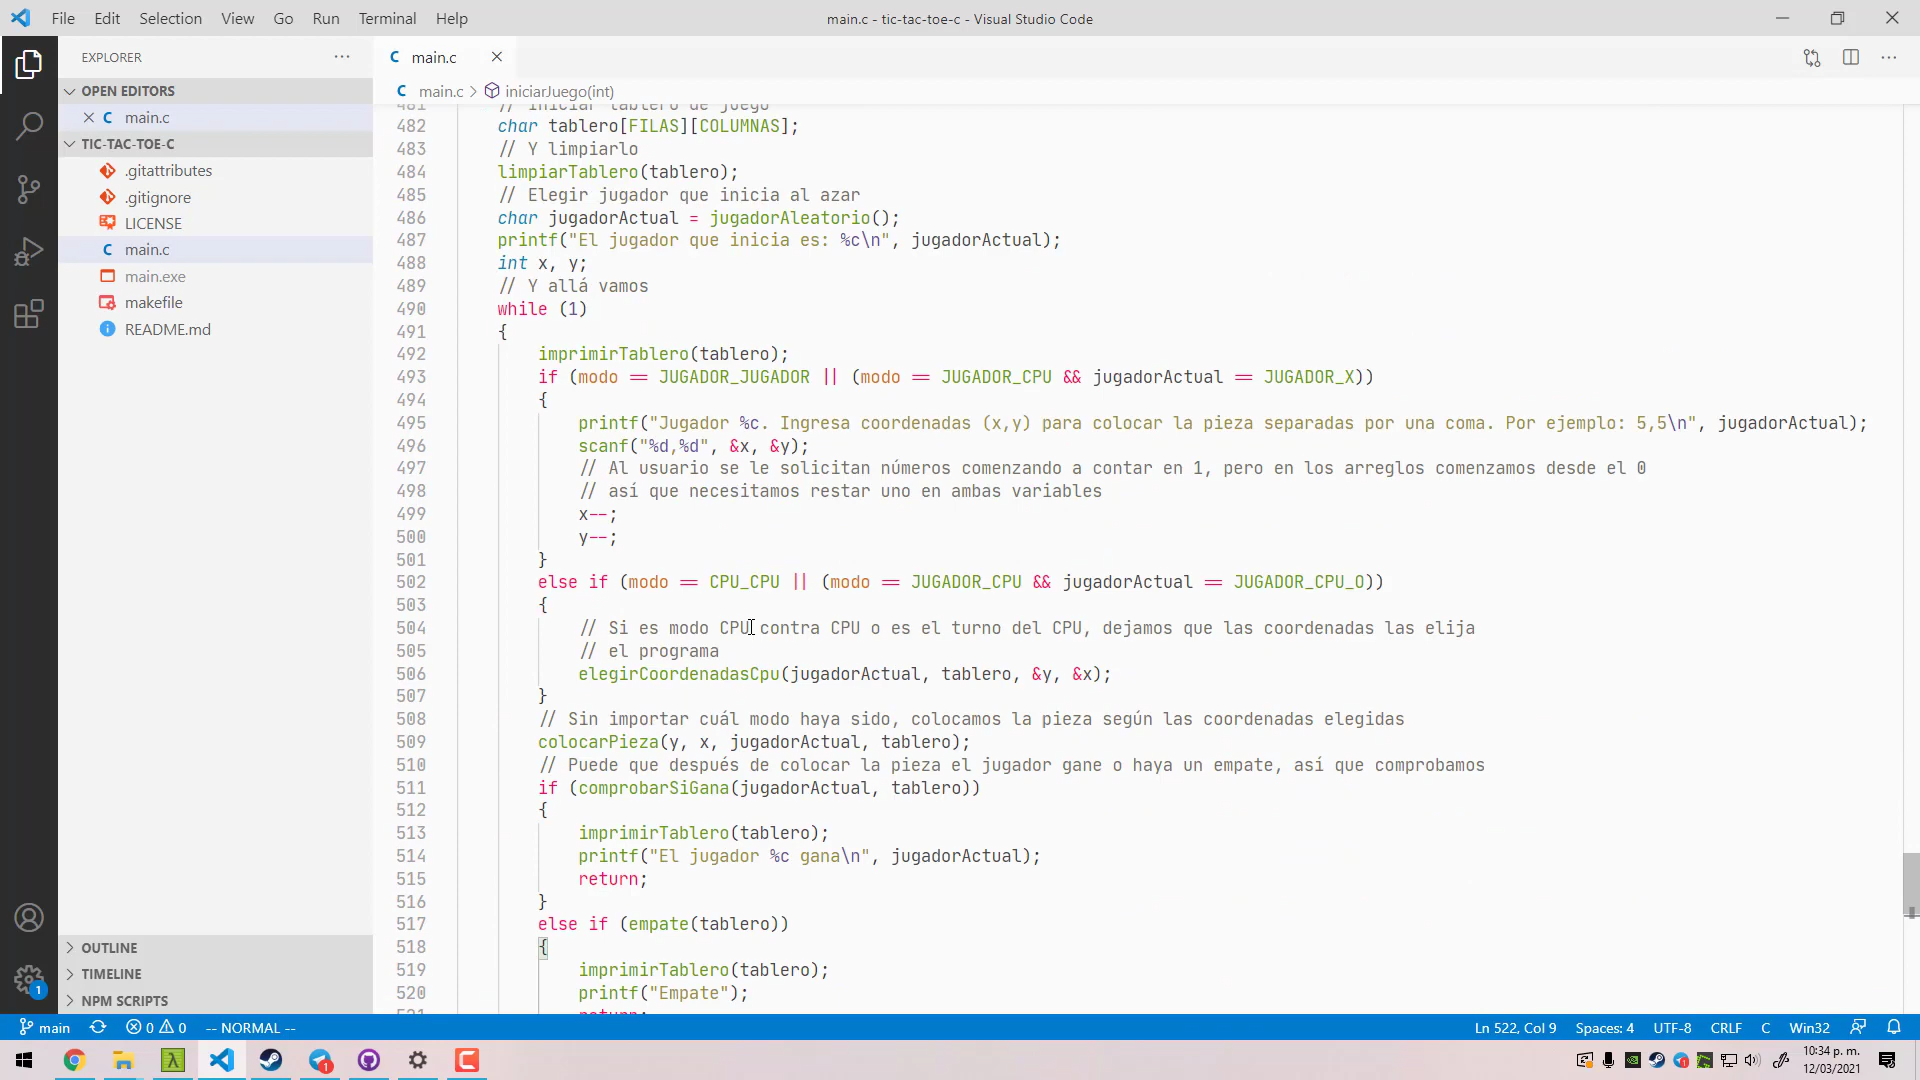 File Edit Selection View Go Run Terminal Help
main.c - tic-tac-toe-c - Visual Studio Code
EXPLORER
OPEN EDITORS
C main.c
TIC-TAC-TOE-C
.gitattributes
.gitignore
LICENSE
C main.c
main.exe
makefile
README.md
OUTLINE
TIMELINE
NPM SCRIPTS
C main.c
C main.c > iniciarJuego(int)
481 // Iniciar tablero de juego
482 char tablero[FILAS][COLUMNAS];
483 // Y limpiarlo
484 limpiarTablero(tablero);
485 // Elegir jugador que inicia al azar
486 char jugadorActual = jugadorAleatorio();
487 printf("El jugador que inicia es: %c\n", jugadorActual);
488 int x, y;
489 // Y allá vamos
490 while (1)
491 {
492 imprimirTablero(tablero);
493 if (modo == JUGADOR_JUGADOR || (modo == JUGADOR_CPU && jugadorActual == JUGADOR_X))
494 {
495 printf("Jugador %c. Ingresa coordenadas (x,y) para colocar la pieza separadas por una coma. Por ejemplo: 5,5\n", jugadorActual);
496 scanf("%d,%d", &x, &y);
497 // Al usuario se le solicitan números comenzando a contar en 1, pero en los arreglos comenzamos desde el 0
498 // así que necesitamos restar uno en ambas variables
499 x--;
500 y--;
501 }
502 else if (modo == CPU_CPU || (modo == JUGADOR_CPU && jugadorActual == JUGADOR_CPU_O))
503 {
504 // Si es modo CPU contra CPU o es el turno del CPU, dejamos que las coordenadas las elija
505 // el programa
506 elegirCoordenadasCpu(jugadorActual, tablero, &y, &x);
507 }
508 // Sin importar cuál modo haya sido, colocamos la pieza según las coordenadas elegidas
509 colocarPieza(y, x, jugadorActual, tablero);
510 // Puede que después de colocar la pieza el jugador gane o haya un empate, así que comprobamos
511 if (comprobarSiGana(jugadorActual, tablero))
512 {
513 imprimirTablero(tablero);
514 printf("El jugador %c gana\n", jugadorActual);
515 return;
516 }
517 else if (empate(tablero))
518 {
519 imprimirTablero(tablero);
520 printf("Empate");
1
main 0 0 -- NORMAL -- Ln 522, Col 9 Spaces: 4 UTF-8 CRLF C Win32
10:34 p. m.
12/03/2021